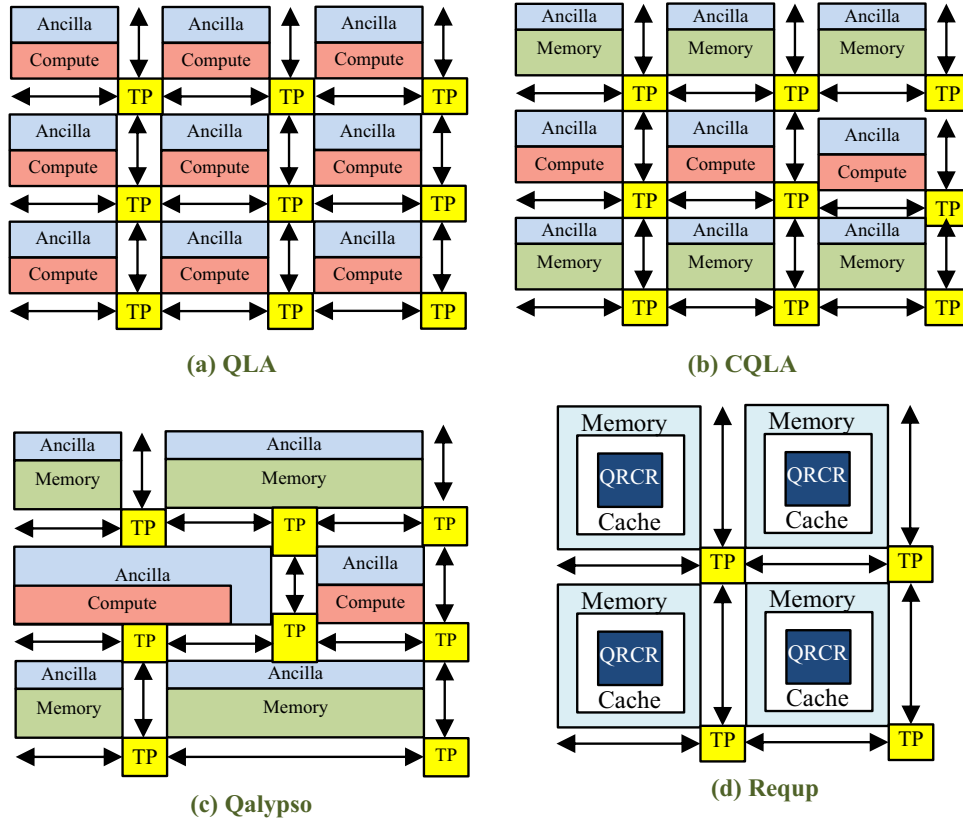 Ancilla Ancilla Ancilla
Compute Compute Compute
TP TP TP
Ancilla Ancilla Ancilla
Compute Compute Compute
TP TP TP
Ancilla Ancilla Ancilla
Compute Compute Compute
TP TP TP
(a) QLA
Ancilla Ancilla Ancilla
Memory Memory Memory
TP TP TP
Ancilla Ancilla Ancilla
Compute Compute Compute
TP TP TP
Ancilla Ancilla Ancilla
Memory Memory Memory
TP TP TP
(b) CQLA
Ancilla Ancilla
Memory Memory
TP TP TP
Ancilla Ancilla
Compute Compute
TP TP TP
Ancilla Ancilla
Memory Memory
TP TP
(c) Qalypso
Memory Memory
QRCR QRCR
Cache Cache
TP TP
Memory Memory
QRCR QRCR
Cache Cache
TP TP
(d) Requp